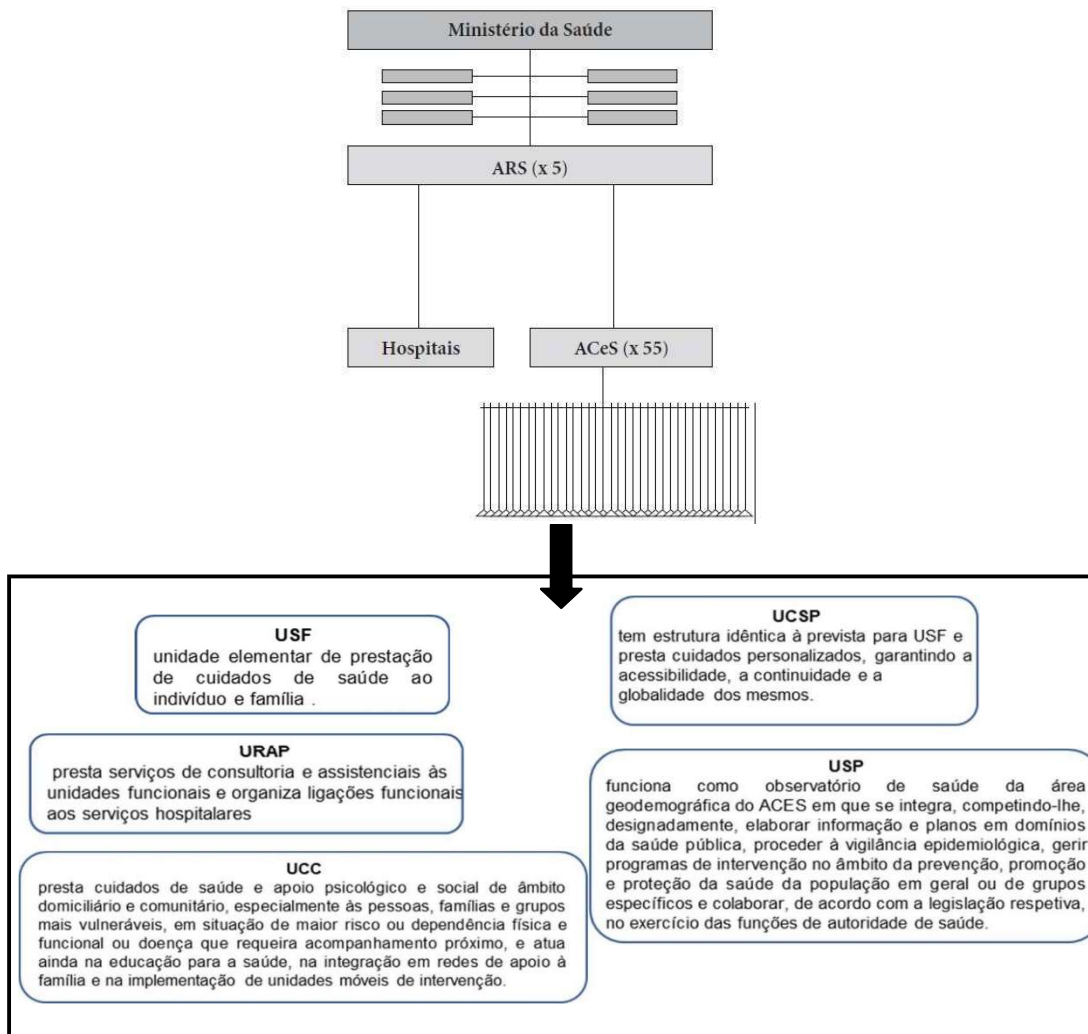 Ministério da Saúde
ARS (x 5)
Hospitais
ACeS (x 55)
USF
unidade elementar de prestação
de cuidados de saúde ao
indivíduo e família .
UCSP
tem estrutura idêntica à prevista para USF e
presta cuidados personalizados, garantindo a
acessibilidade, a continuidade e a
globalidade dos mesmos.
URAP
presta serviços de consultoria e assistenciais às
unidades funcionais e organiza ligações funcionais
aos serviços hospitalares
USP
funciona como observatório de saúde da área
geodemográfica do ACES em que se integra, competindo-lhe,
designadamente, elaborar informação e planos em domínios
da saúde pública, proceder à vigilância epidemiológica, gerir
programas de intervenção no âmbito da prevenção, promoção
e proteção da saúde da população em geral ou de grupos
específicos e colaborar, de acordo com a legislação respetiva,
no exercício das funções de autoridade de saúde.
UCC
presta cuidados de saúde e apoio psicológico e social de âmbito
domiciliário e comunitário, especialmente às pessoas, famílias e grupos
mais vulneráveis, em situação de maior risco ou dependência física e
funcional ou doença que requeira acompanhamento próximo, e atua
ainda na educação para a saúde, na integração em redes de apoio à
família e na implementação de unidades móveis de intervenção.